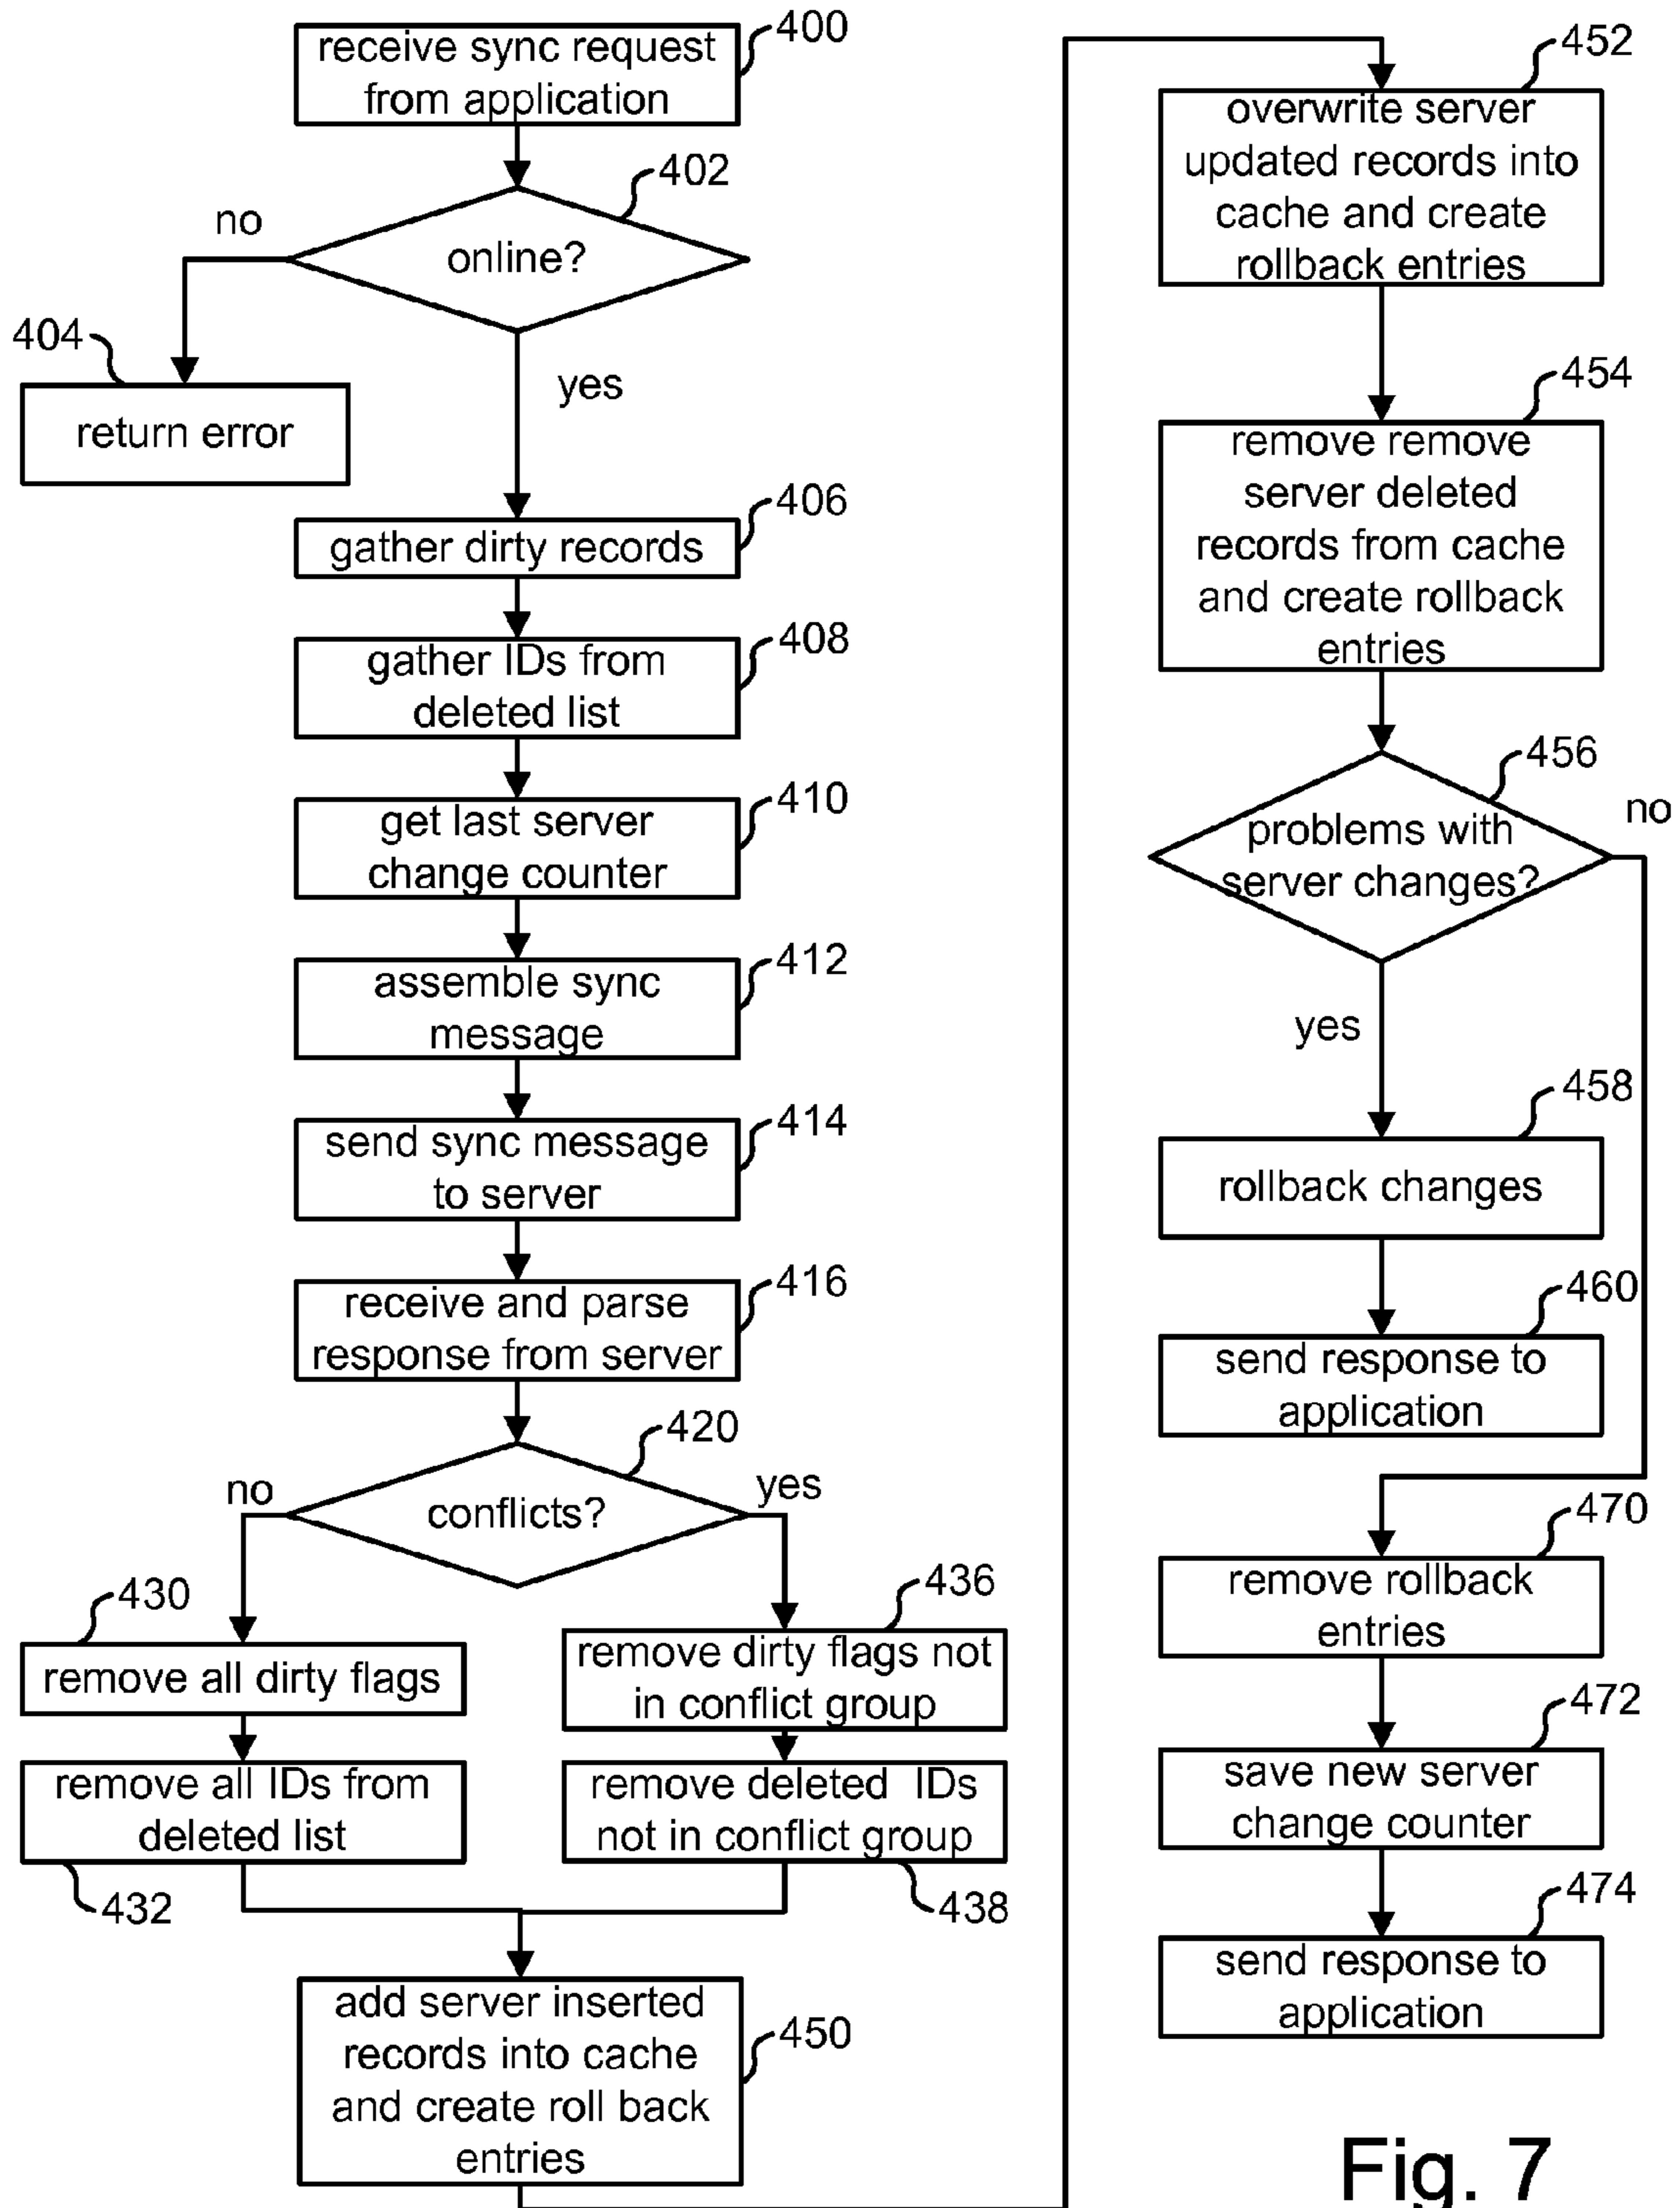 400
receive sync request
from application
402
no
online?
404
yes
return error
406
gather dirty records
408
gather IDs from
deleted list
410
get last server
change counter
412
assemble sync
message
414
send sync message
to server
416
receive and parse
response from server
420
no
yes
conflicts?
430
remove all dirty flags
436
remove dirty flags not
in conflict group
remove all IDs from
deleted list
432
remove deleted IDs
not in conflict group
438
add server inserted
records into cache
and create roll back
entries
450
452
overwrite server
updated records into
cache and create
rollback entries
454
remove remove
server deleted
records from cache
and create rollback
entries
456
no
problems with
server changes?
yes
458
rollback changes
460
send response to
application
470
remove rollback
entries
472
save new server
change counter
474
send response to
application
Fig. 7